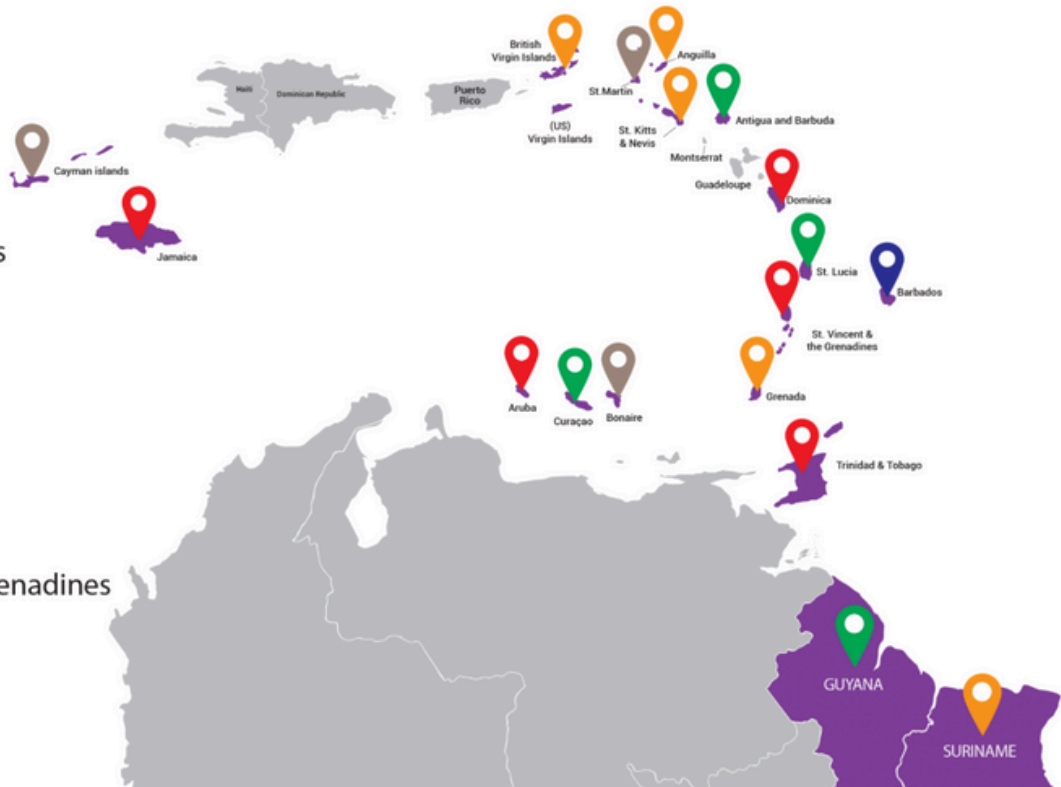 British
Virgin Islands
Anguilla
St.Martin
Haiti
Dominican Republic
Puerto
Rico
(US)
Virgin Islands
St. Kitts
& Nevis
Antigua and Barbuda
Montserrat
Guadeloupe
Cayman islands
Dominica
Jamaica
s
St. Lucia
Barbados
St. Vincent &
the Grenadines
Aruba
Curaçao
Bonaire
Grenada
Trinidad & Tobago
enadines
GUYANA
SURINAME